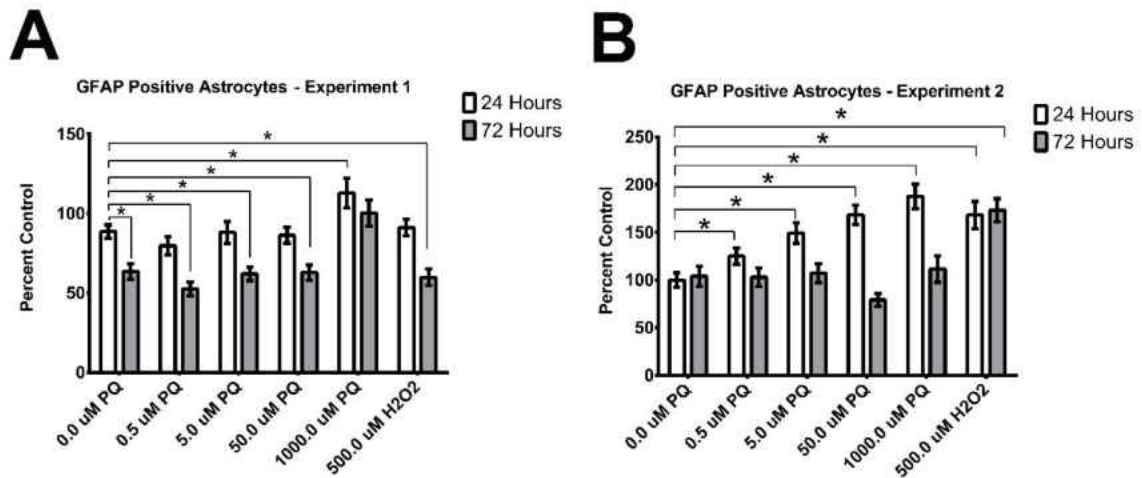 A
GFAP Positive Astrocytes - Experiment 1
24 Hours
72 Hours
Percent Control
150
100
50
0
*
*
*
*
*
*
0.0 uM PQ
0.5 uM PQ
5.0 uM PQ
50.0 uM PQ
1000.0 uM PQ
500.0 uM H2O2
B
GFAP Positive Astrocytes - Experiment 2
24 Hours
72 Hours
Percent Control
250
200
150
100
50
0
*
*
*
*
*
*
0.0 uM PQ
0.5 uM PQ
5.0 uM PQ
50.0 uM PQ
1000.0 uM PQ
500.0 uM H2O2